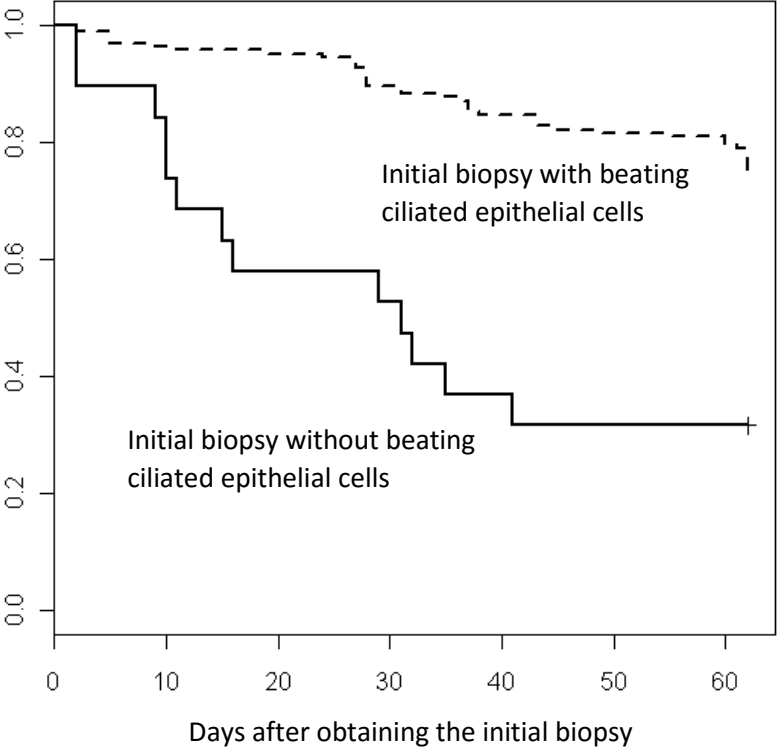 1.0
0.8
Initial biopsy with beating
ciliated epithelial cells
0.6
0.4
Initial biopsy without beating
ciliated epithelial cells
0.2
0.0
0 10 20 30 40 50 60
Days after obtaining the initial biopsy